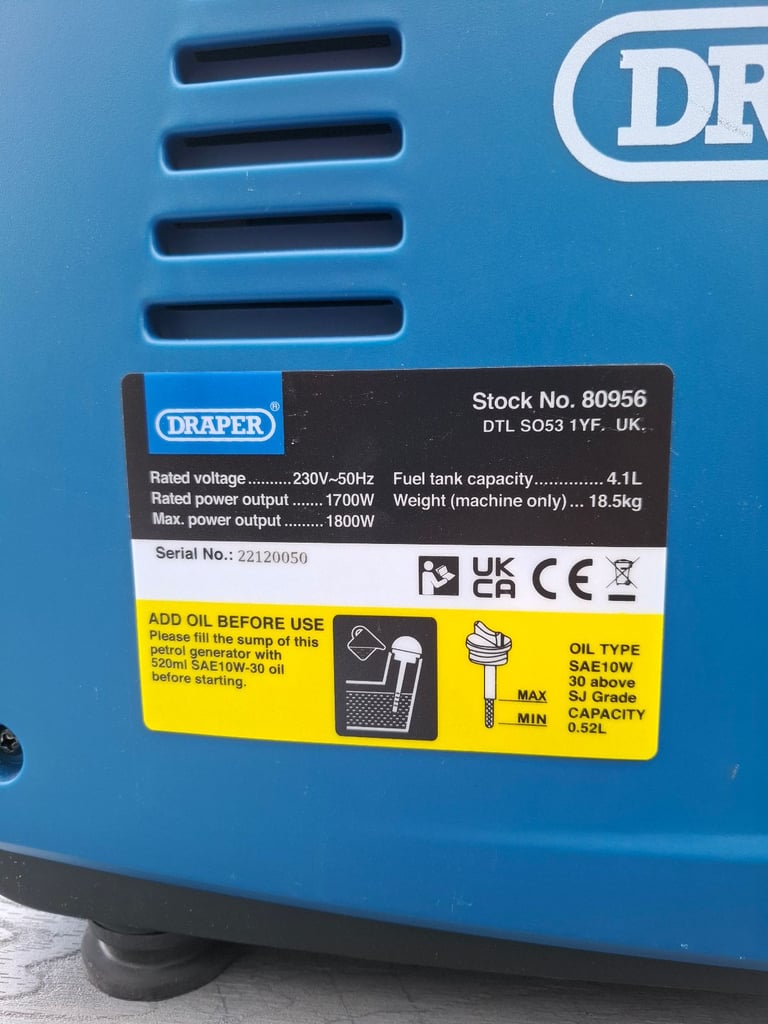 DR
DRAPER®
Stock No. 80956
DTL SO53 1YF. UK.
Rated voltage..........230V~50Hz
Rated power output .......1700W
Max. power output .........1800W
Fuel tank capacity.............. 4.1L
Weight (machine only)... 18.5kg
Serial No.: 22120050
UK
CA
CE
ADD OIL BEFORE USE
Please fill the sump of this
petrol generator with
520ml SAE10W-30 oil
before starting.
MAX
MIN
OIL TYPE
SAE10W
30 above
SJ Grade
CAPACITY
0.52L